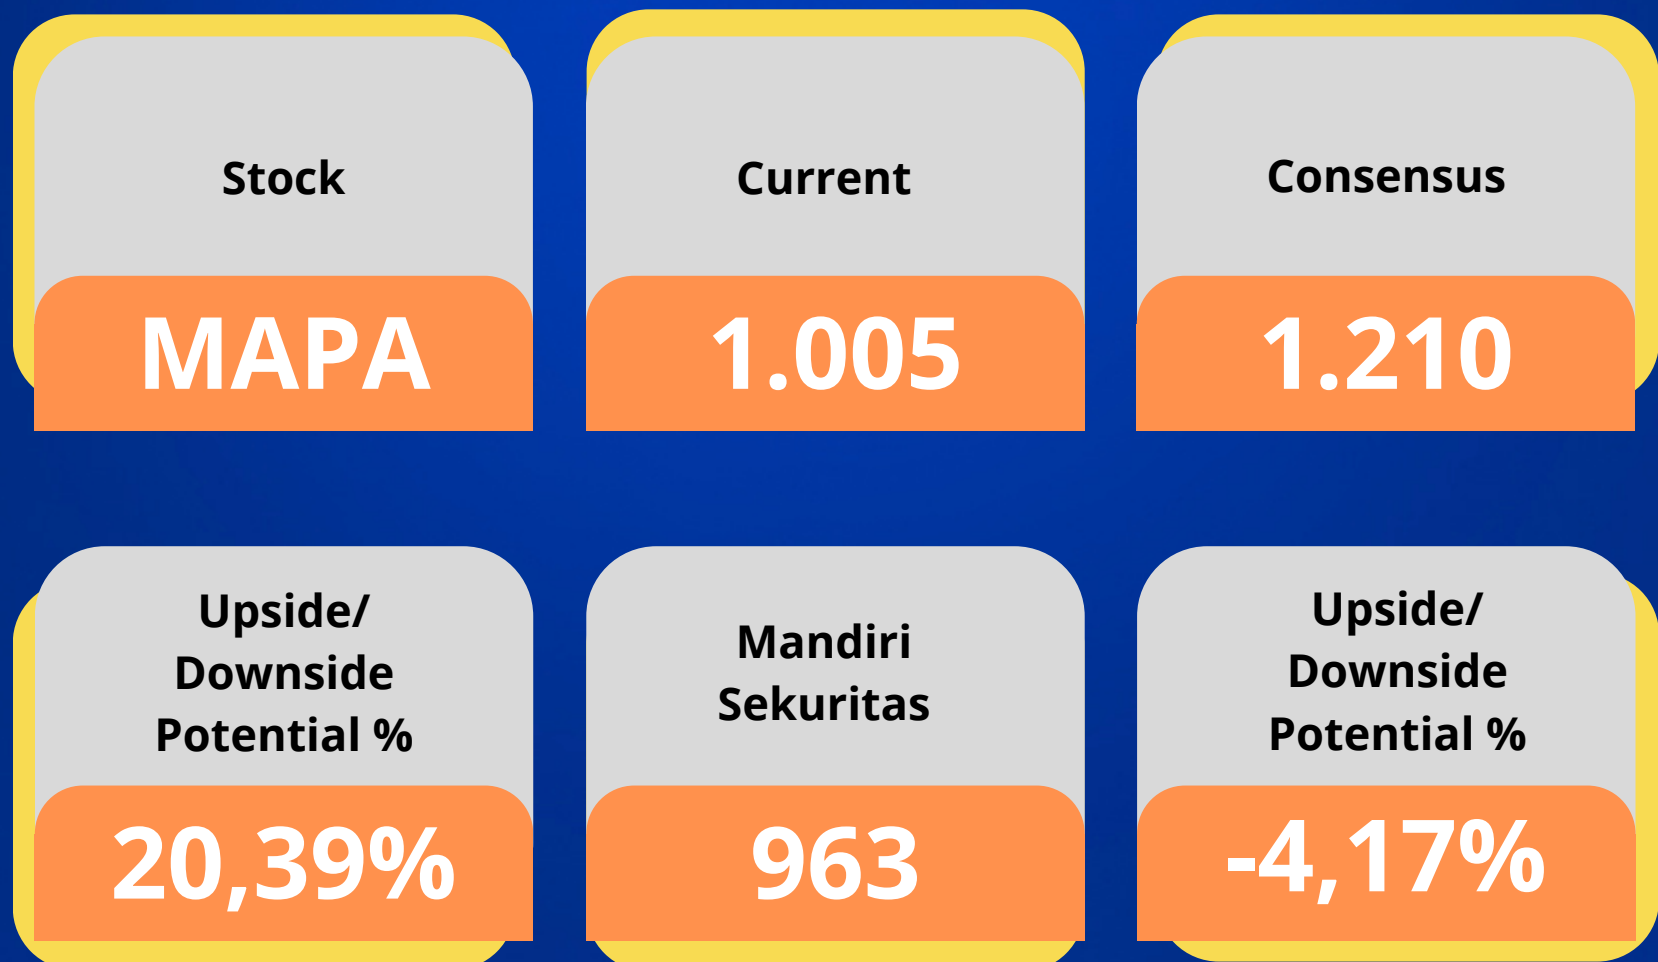 Stock
MAPA
Current
1.005
Consensus
1.210
Upside/
Downside
Potential %
20,39%
Mandiri
Sekuritas
963
Upside/
Downside
Potential %
-4,17%